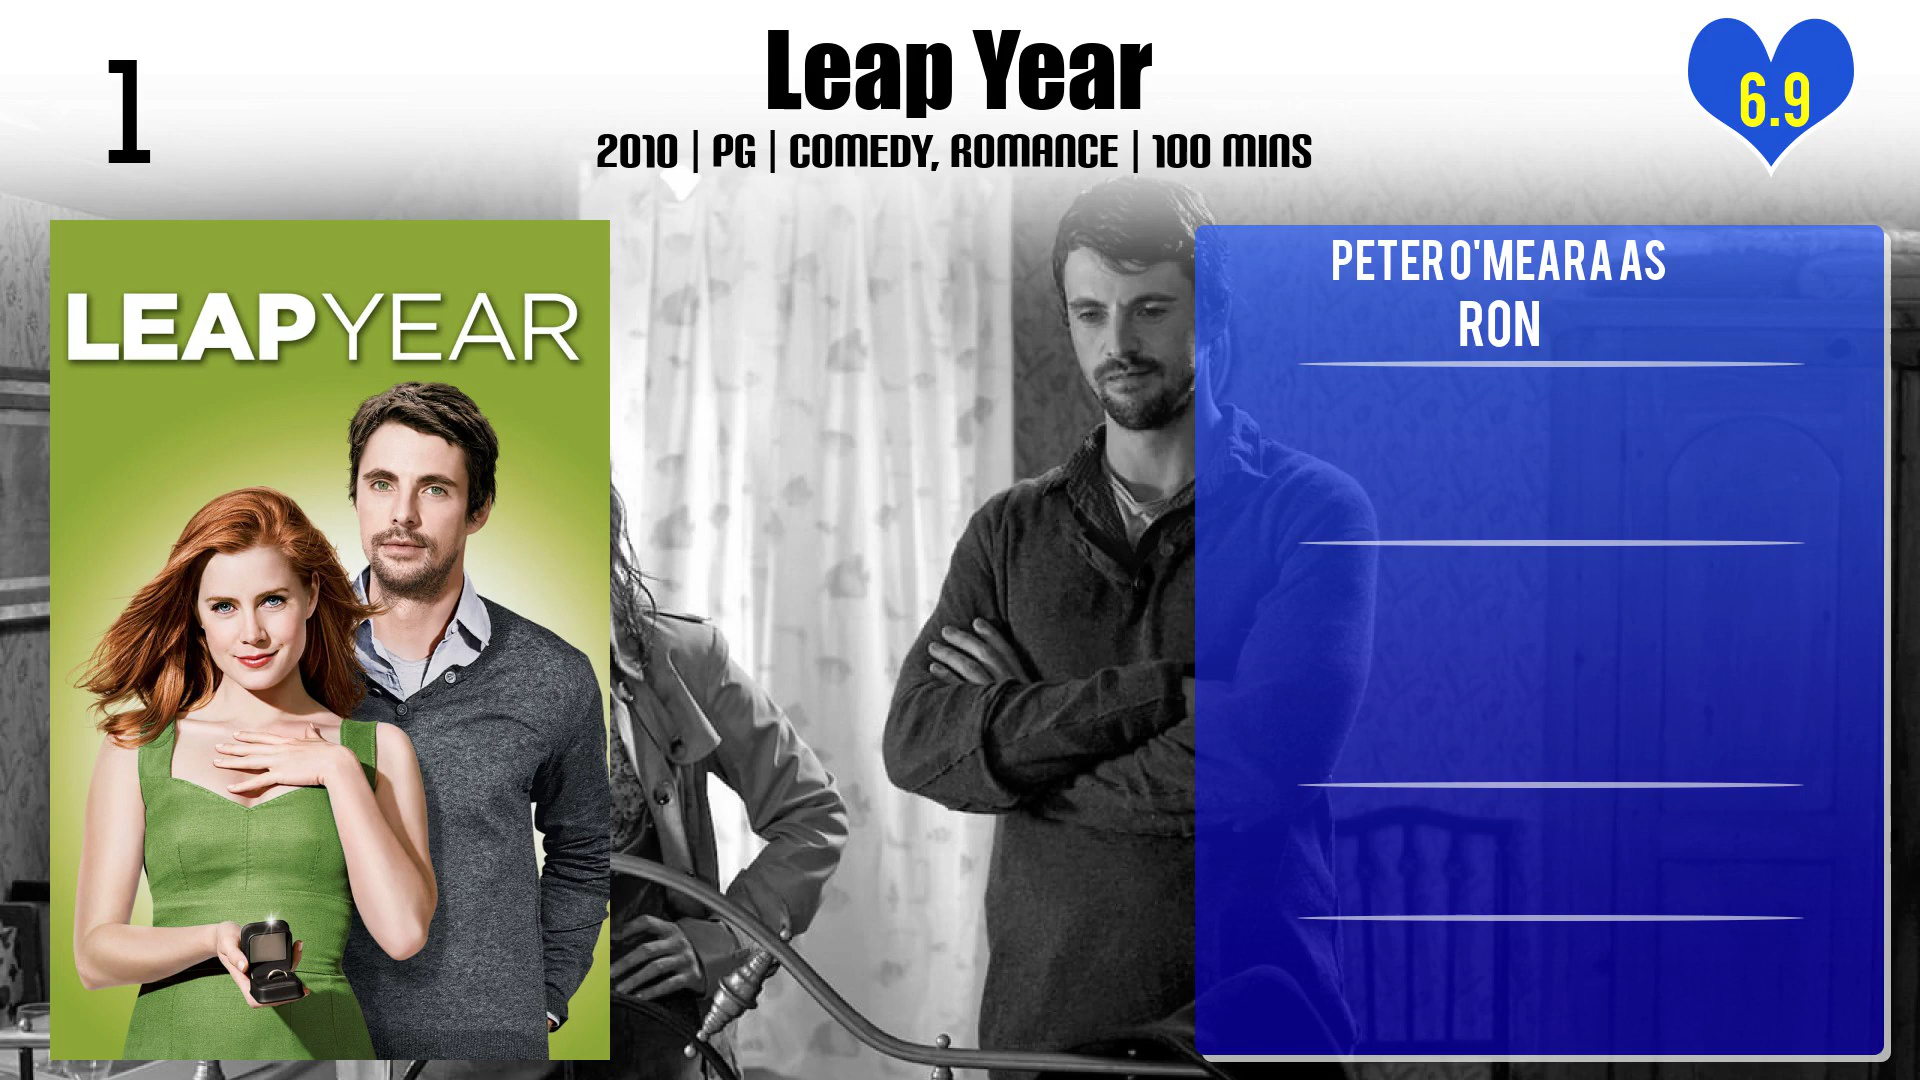 1
Leap Year
2010 | PG | COMEDY, ROMANCE | 100 MINS
6.9
LEAPYEAR
PETER O'MEARA AS
RON